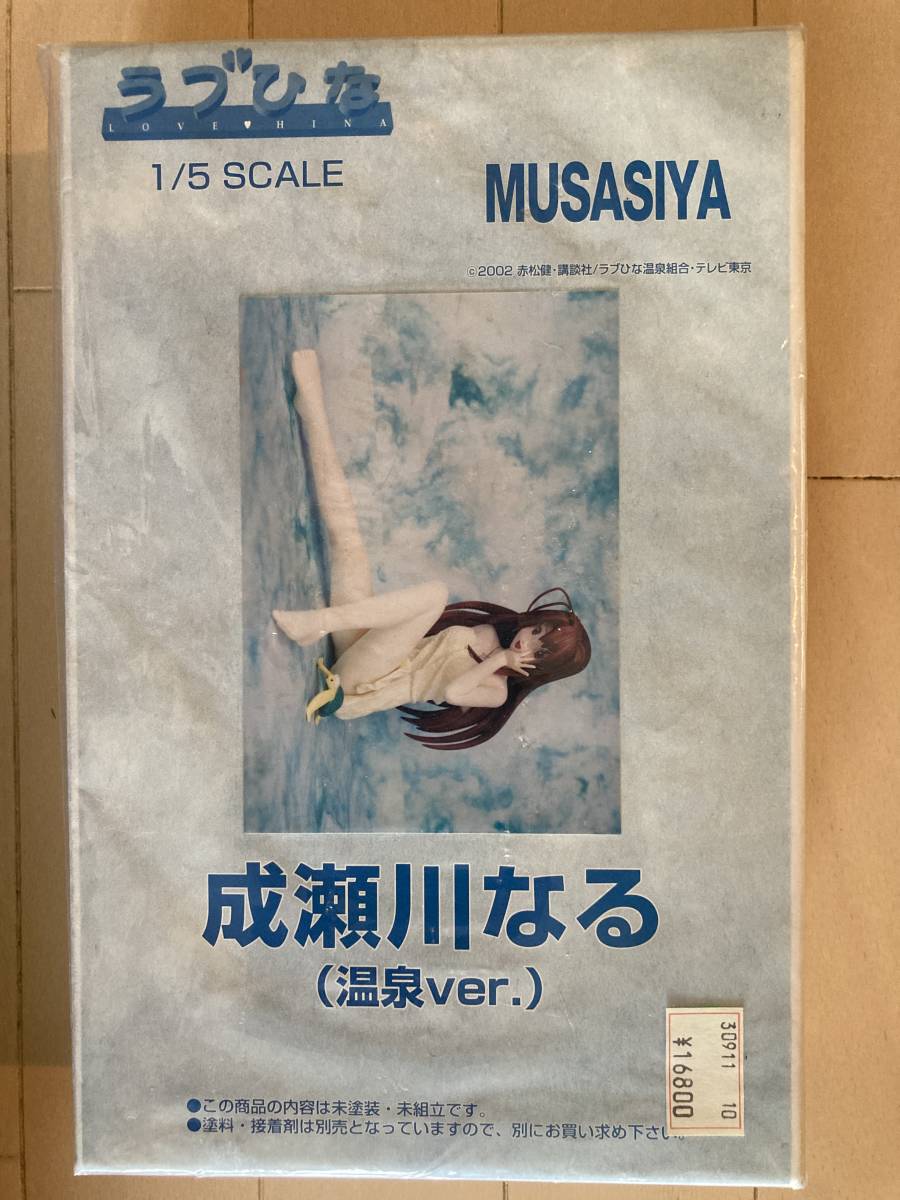 ラブひな
LOVE♥HINA
1/5 SCALE
MUSASIYA
©2002 赤松健・講談社/ラブひな温泉組合・テレビ東京
成瀬川なる
(温泉ver.)
30911 10
¥16800
●この商品の内容は未塗装・未組立です。
●塗料・接着剤は別売となっていますので、別にお買い求め下さい。